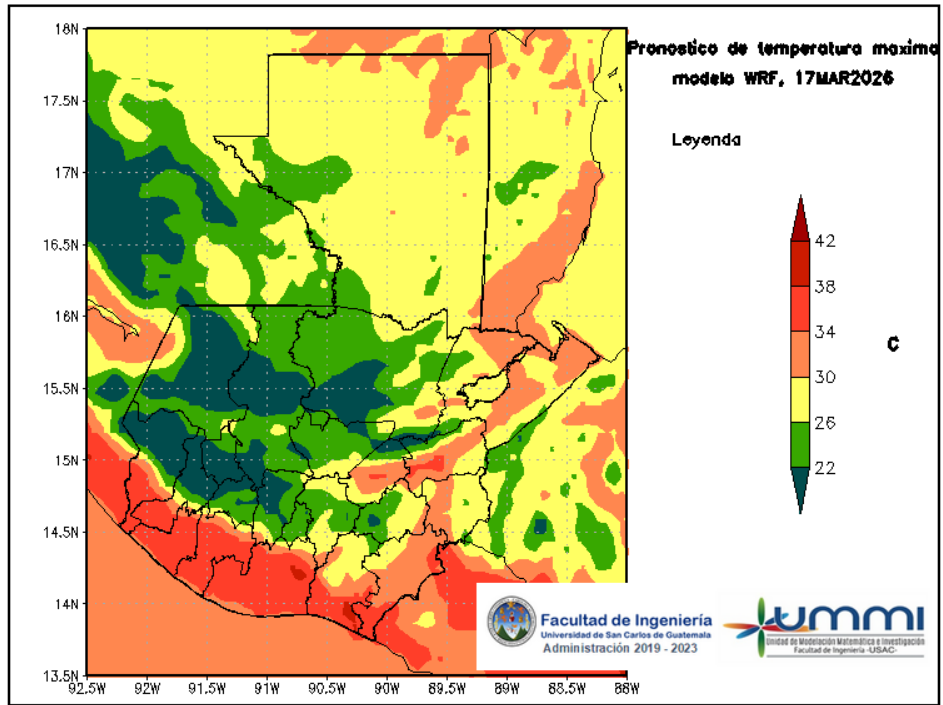 Pronostico de temperatura maxima
modelo WRF, 17MAR2026
Leyenda
18N
17.5N
17N
16.5N
16N
15.5N
15N
14.5N
14N
13.5N
92.5W
92W
91.5W
91W
90.5W
90W
89.5W
89W
88.5W
88W
42
38
34
30
26
22
C
Facultad de Ingeniería
Universidad de San Carlos de Guatemala
Administración 2019 - 2023
UMMI
Unidad de Modelación Matemática e Investigación
Facultad de Ingeniería -USAC-